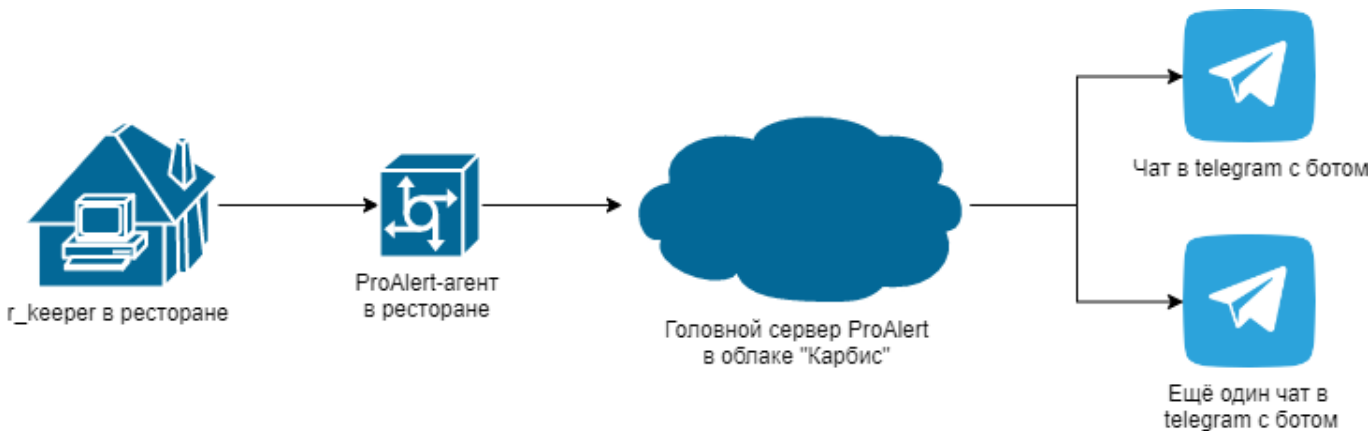 r_keeper в ресторане
ProAlert-агент
в ресторане
Головной сервер ProAlert
в облаке "Карбис"
Чат в telegram с ботом
Ещё один чат в
telegram с ботом